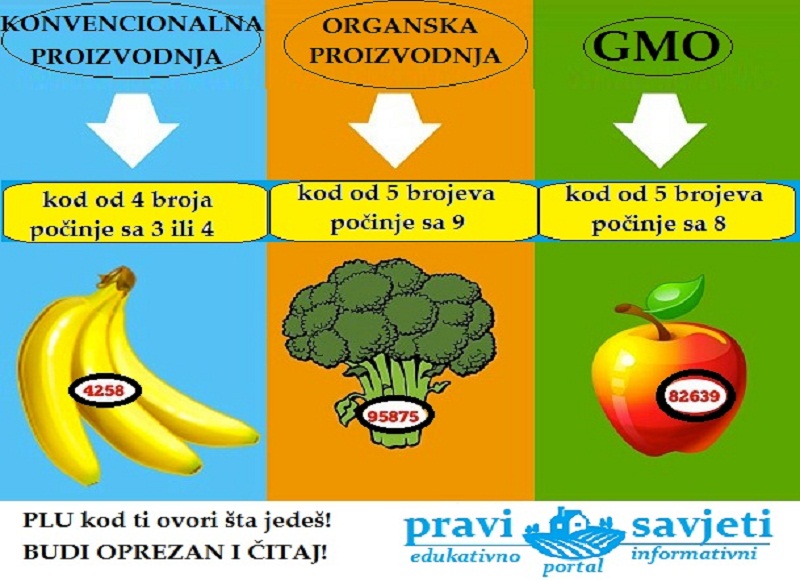 KONVENCIONALNA
PROIZVODNJA
ORGANSKA
PROIZVODNJA
GMO
kod od 4 broja
počinje sa 3 ili 4
kod od 5 brojeva
počinje sa 9
kod od 5 brojeva
počinje sa 8
4258
95875
82639
PLU kod ti ovori šta jedeš!
BUDI OPREZAN I ČITAJ!
pravi savjeti
edukativno informativni
portal